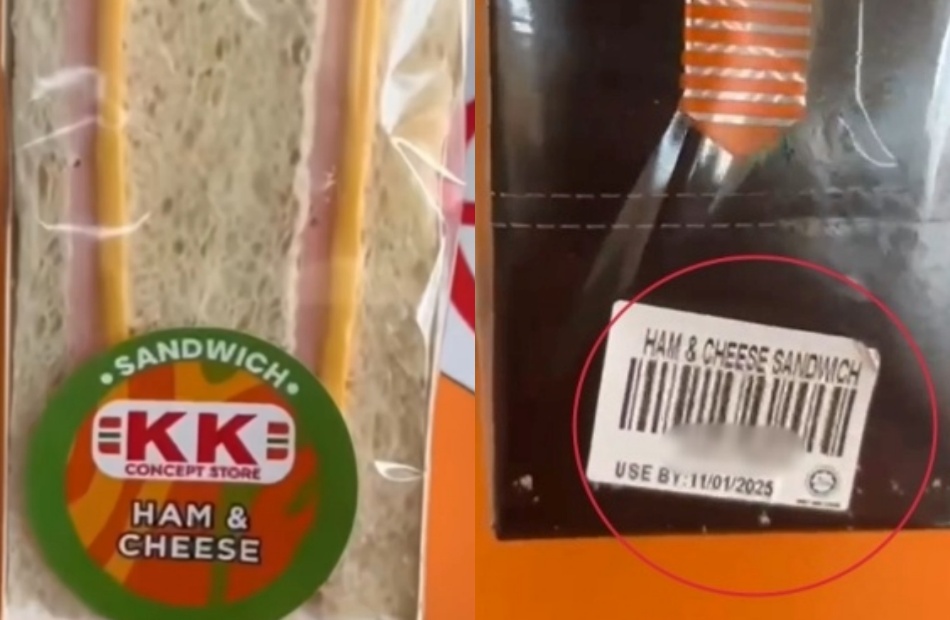 •SANDWICH•
KK
CONCEPT STORE
HAM &
CHEESE
HAM & CHEESE SANDWICH
USE BY:11/01/2025